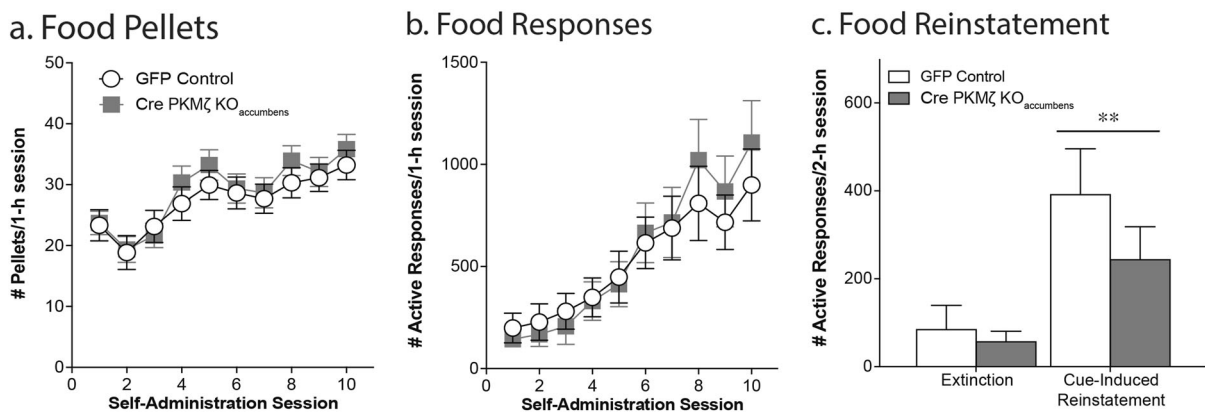 a. Food Pellets
# Pellets/1-h session
50
40
30
20
10
0
GFP Control
Cre PKMζ KOaccumbens
0 2 4 6 8 10
Self-Administration Session
b. Food Responses
# Active Responses/1-h session
1500
1000
500
0
0 2 4 6 8 10
Self-Administration Session
c. Food Reinstatement
# Active Responses/2-h session
600
400
200
0
GFP Control
Cre PKMζ KOaccumbens
**
Extinction
Cue-Induced
Reinstatement